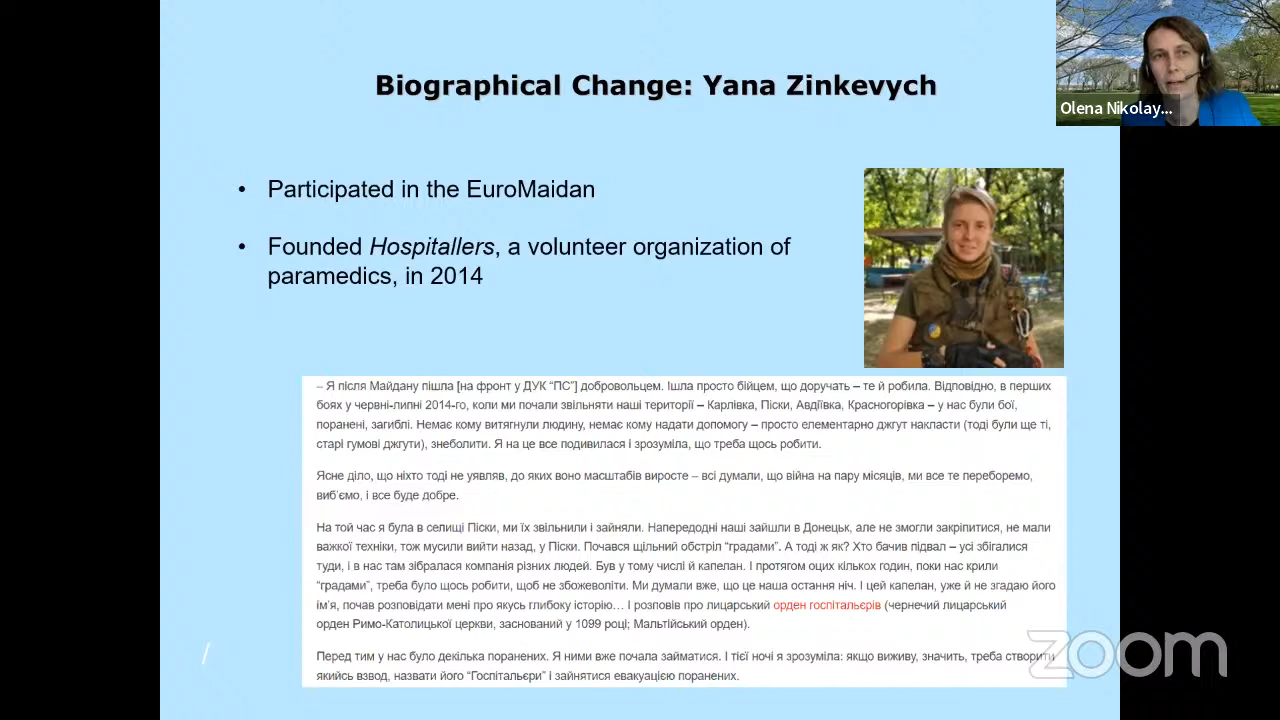 Biographical Change: Yana Zinkevych
Olena Nikolay...
• Participated in the EuroMaidan
• Founded Hospitallers, a volunteer organization of
paramedics, in 2014
– Я після Майдану пішла [на фронт у ДУК “ПС”] добровольцем. Ішла просто бійцем, що доручать – те й робила. Відповідно, в перших
боях у червні-липні 2014-го, коли ми почали звільняти наші території – Карлівка, Піски, Авдіївка, Красногорівка – у нас були бої,
поранені, загиблі. Немає кому витягнули людину, немає кому надати допомогу – просто елементарно джгут накласти (тоді були ще ті,
старі гумові джгути), знеболити. Я на це все подивилася і зрозуміла, що треба щось робити.
Ясне діло, що ніхто тоді не уявляв, до яких воно масштабів виросте – всі думали, що війна на пару місяців, ми все те переборемо,
виб’ємо, і все буде добре.
На той час я була в селищі Піски, ми їх звільнили і зайняли. Напередодні наші зайшли в Донецьк, але не змогли закріпитися, не мали
важкої техніки, тож мусили вийти назад, у Піски. Почався щільний обстріл “градами”. А тоді ж як? Хто бачив підвал – усі збігалися
туди, і в нас там зібралася компанія різних людей. Був у тому числі й капелан. І протягом оцих кількох годин, поки нас крили
“градами”, треба було щось робити, щоб не збожеволіти. Ми думали вже, що це наша остання ніч. І цей капелан, уже й не згадаю його
ім’я, почав розповідати мені про якусь глибоку історію… І розповів про лицарський орден госпітальєрів (чернечий лицарський
орден Римо-Католицької церкви, заснований у 1099 році; Мальтійський орден).
Перед тим у нас було декілька поранених. Я ними вже почала займатися. І тієї ночі я зрозуміла: якщо виживу, значить, треба створити
якийсь взвод, назвати його “Госпітальєри” і зайнятися евакуацією поранених.
zoom